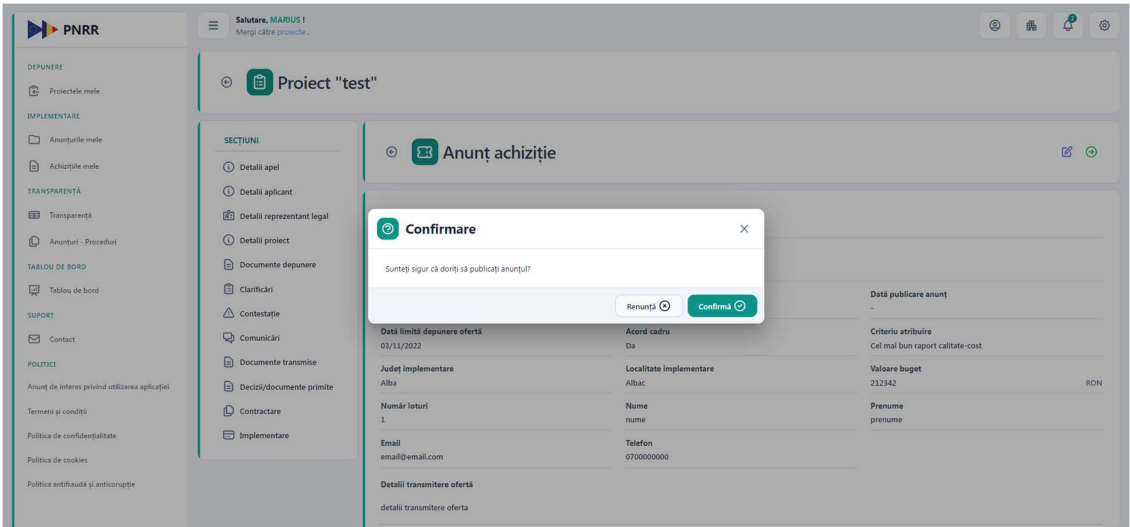 PNRR
Salutare, MARIUS !
Mergi către proiecte .
3
DEPUNERE
Proiectele mele
IMPLEMENTARE
Anunțurile mele
Achizițiile mele
TRANSPARENȚĂ
Transparență
Anunțuri - Proceduri
TABLOU DE BORD
Tablou de bord
SUPORT
Contact
POLITICI
Anunț de interes privind utilizarea aplicației
Termeni și condiții
Politica de confidențialitate
Politica de cookies
Politica antifraudă și anticorupție
Proiect "test"
SECȚIUNI
Detalii apel
Detalii aplicant
Detalii reprezentant legal
Detalii proiect
Documente depunere
Clarificări
Contestație
Comunicări
Documente transmise
Decizii/documente primite
Contractare
Implementare
Anunț achiziție
Confirmare
Sunteți sigur că doriți să publicați anunțul?
Renunță
Confirmă
Dată publicare anunț
-
Dată limită depunere ofertă
03/11/2022
Acord cadru
Da
Criteriu atribuire
Cel mai bun raport calitate-cost
Județ implementare
Alba
Localitate implementare
Albac
Valoare buget
212342 RON
Număr loturi
1
Nume
nume
Prenume
prenume
Email
email@email.com
Telefon
0700000000
Detalii transmitere ofertă
detalii transmitere oferta